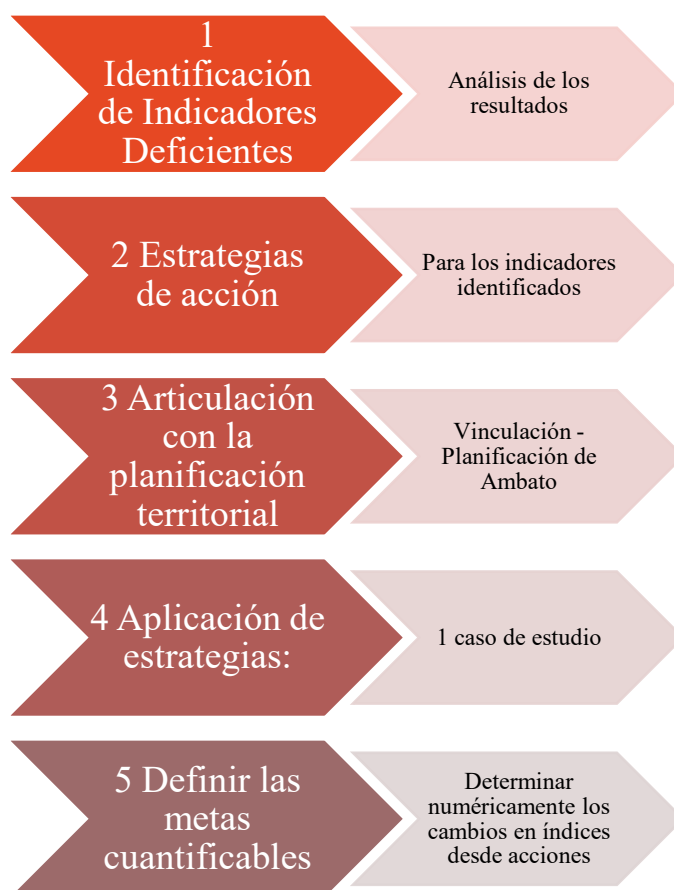 1
Identificación
de Indicadores
Deficientes
Análisis de los
resultados
2 Estrategias
de acción
Para los indicadores
identificados
3 Articulación
con la
planificación
territorial
Vinculación -
Planificación de
Ambato
4 Aplicación de
estrategias:
1 caso de estudio
5 Definir las
metas
cuantificables
Determinar
numéricamente los
cambios en índices
desde acciones